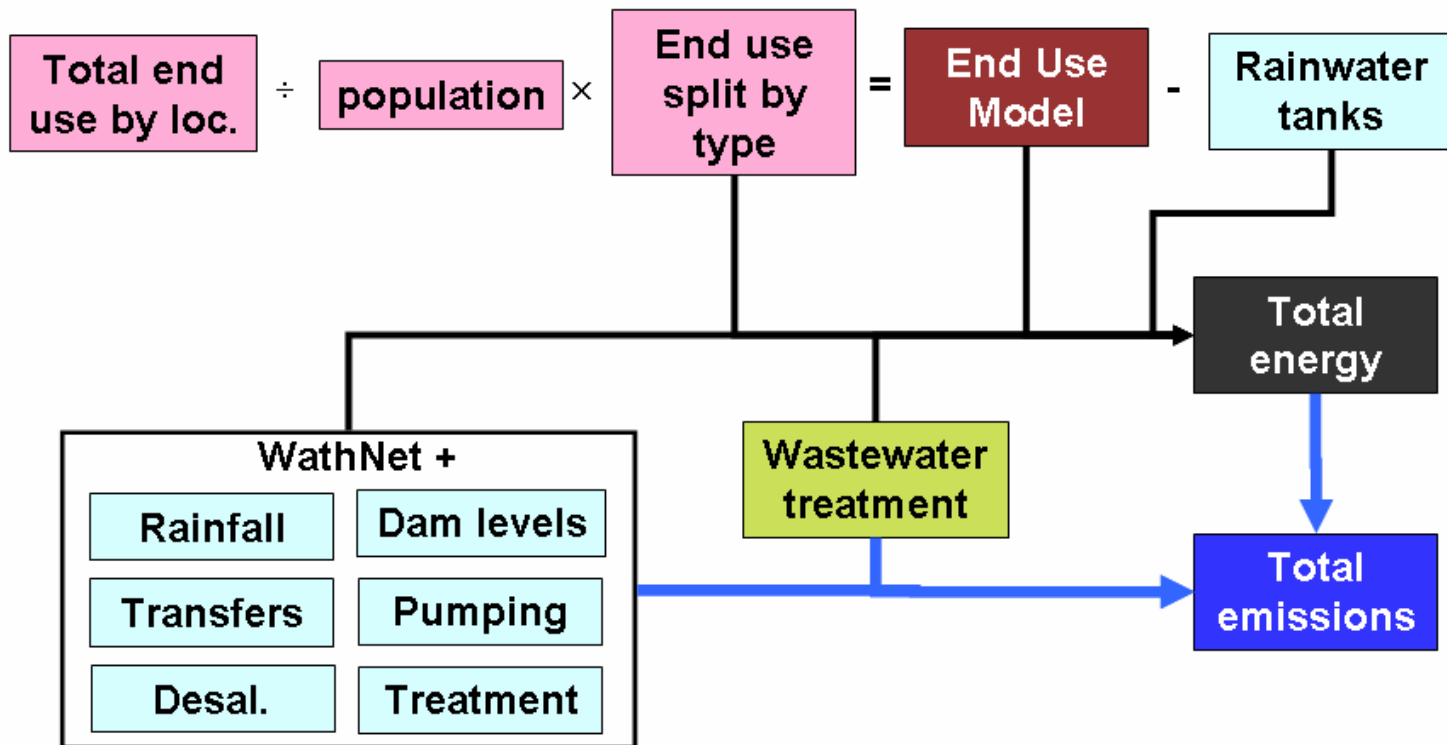 Total end
use by loc.
÷
population
×
End use
split by
type
=
End Use
Model
-
Rainwater
tanks
Total
energy
WathNet +
Rainfall
Dam levels
Transfers
Pumping
Desal.
Treatment
Wastewater
treatment
Total
emissions